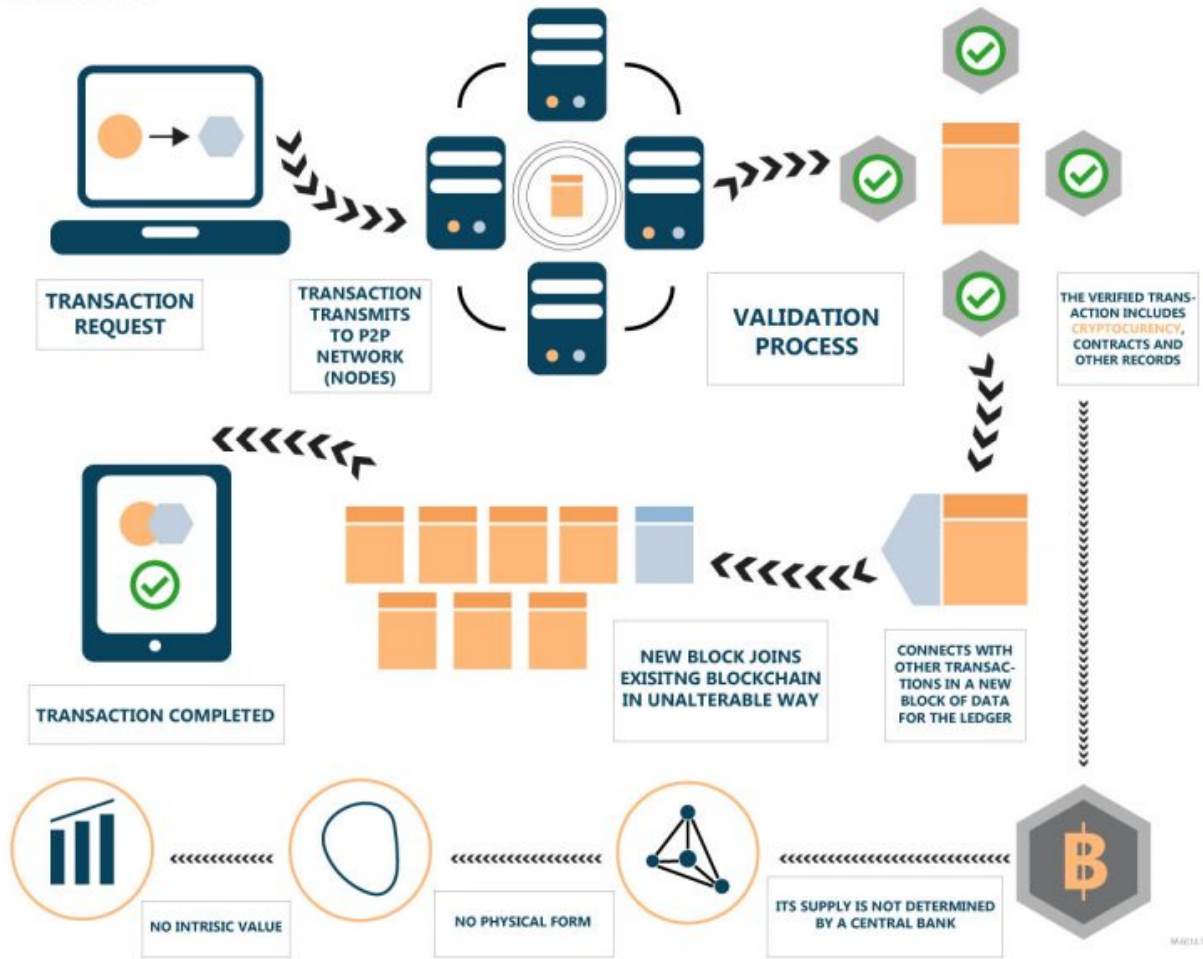 TRANSACTION
REQUEST
TRANSACTION
TRANSMITS
TO P2P
NETWORK
(NODES)
VALIDATION
PROCESS
THE VERIFIED TRANS-
ACTION INCLUDES
CRYPTOCURENCY,
CONTRACTS AND
OTHER RECORDS
TRANSACTION COMPLETED
NEW BLOCK JOINS
EXISITNG BLOCKCHAIN
IN UNALTERABLE WAY
CONNECTS WITH
OTHER TRANSAC-
TIONS IN A NEW
BLOCK OF DATA
FOR THE LEDGER
NO INTRISIC VALUE
NO PHYSICAL FORM
ITS SUPPLY IS NOT DETERMINED
BY A CENTRAL BANK